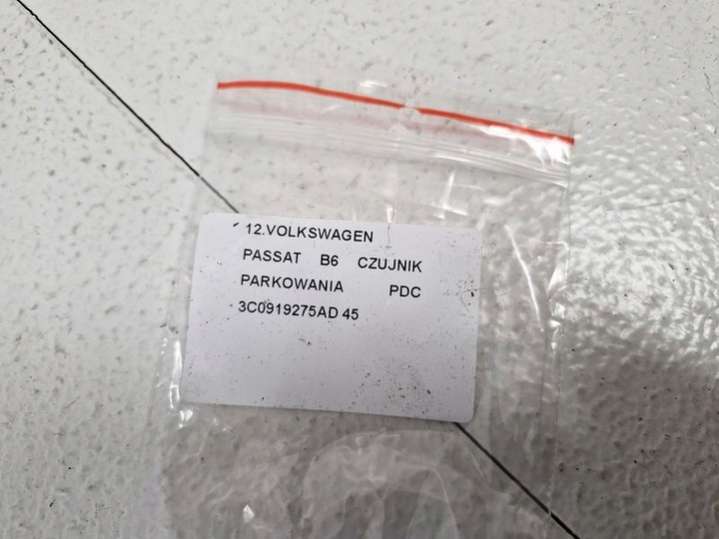 12.VOLKSWAGEN
PASSAT B6 CZUJNIK
PARKOWANIA PDC
3C0919275AD 45